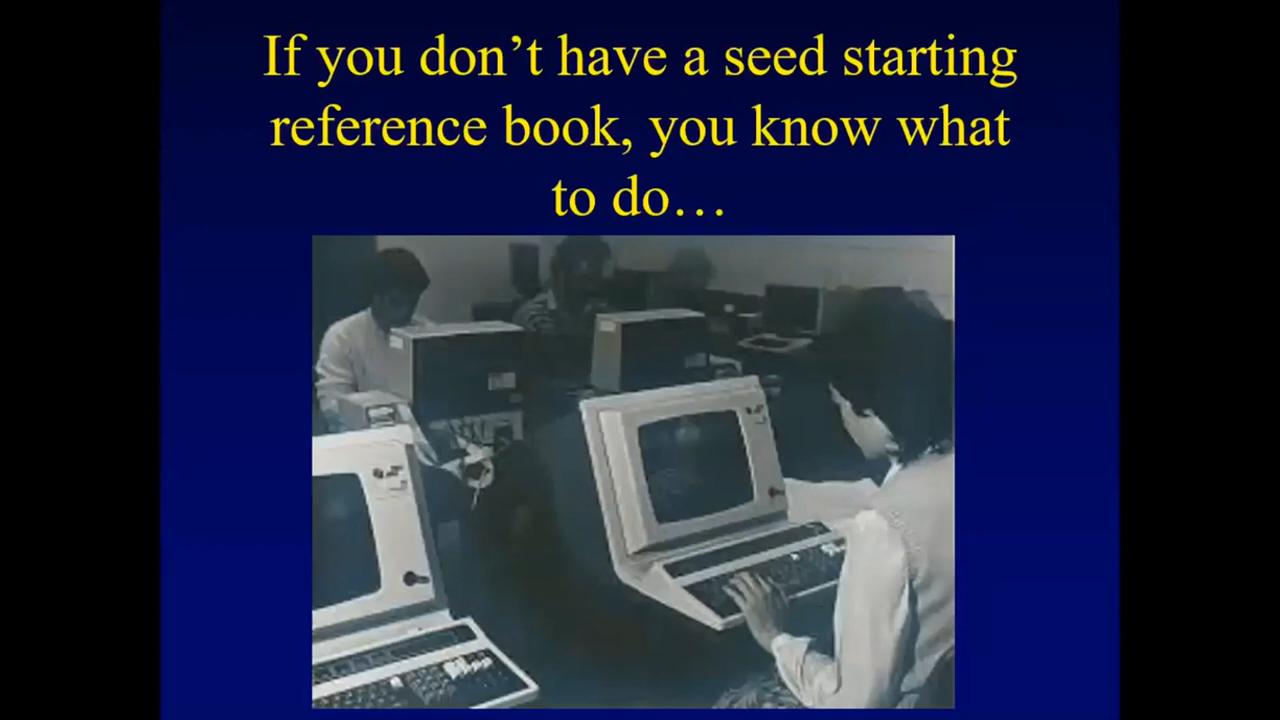 If you don’t have a seed starting
reference book, you know what
to do…